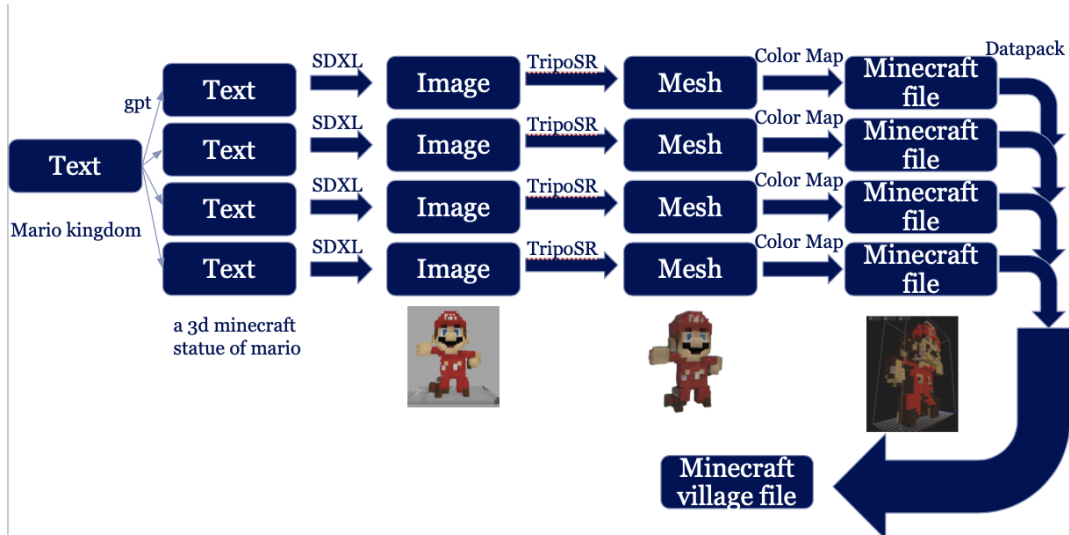 SDXL
TripoSR
Color Map
Datapack
gpt
Text
Image
Mesh
Minecraft
file
SDXL
TripoSR
Color Map
Text
Text
Image
Mesh
Minecraft
file
SDXL
TripoSR
Color Map
Text
Image
Mesh
Minecraft
file
Mario kingdom
SDXL
TripoSR
Color Map
Text
Image
Mesh
Minecraft
file
a 3d minecraft
statue of mario
Minecraft
village file